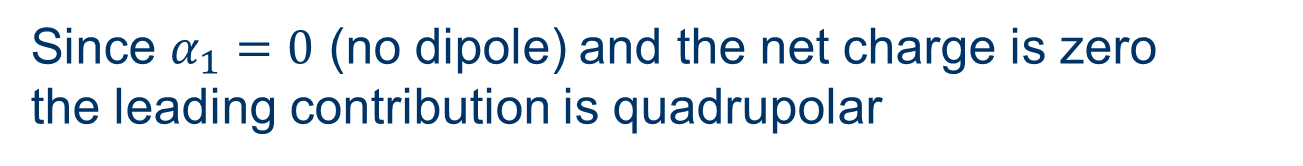 Since α₁ = 0 (no dipole) and the net charge is zero
the leading contribution is quadrupolar